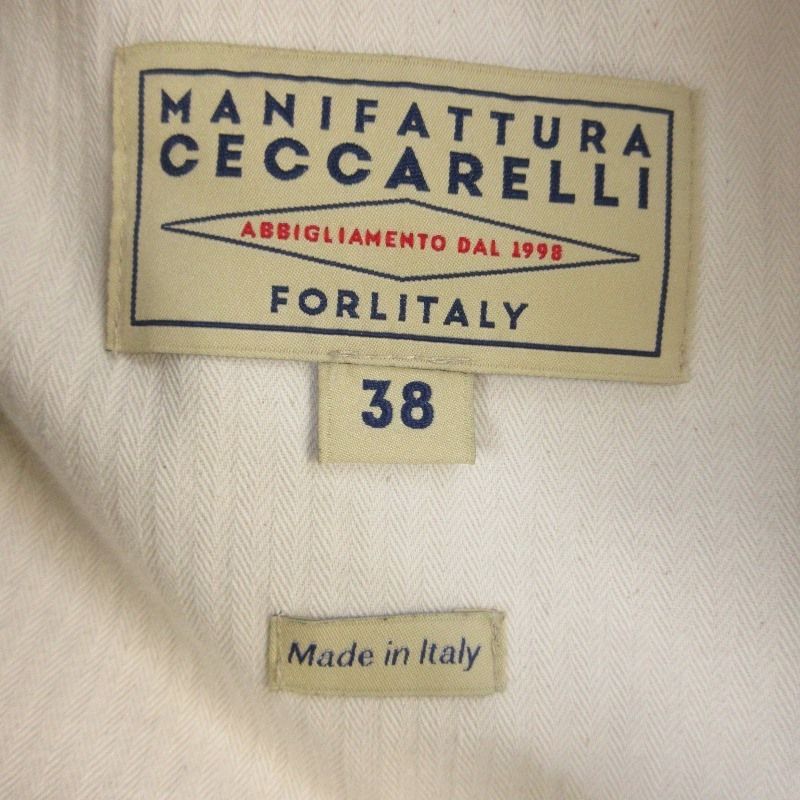 MANIFATTURA
CECCARELLI
ABBIGLIAMENTO DAL 1998
FORLITALY
38
Made in Italy